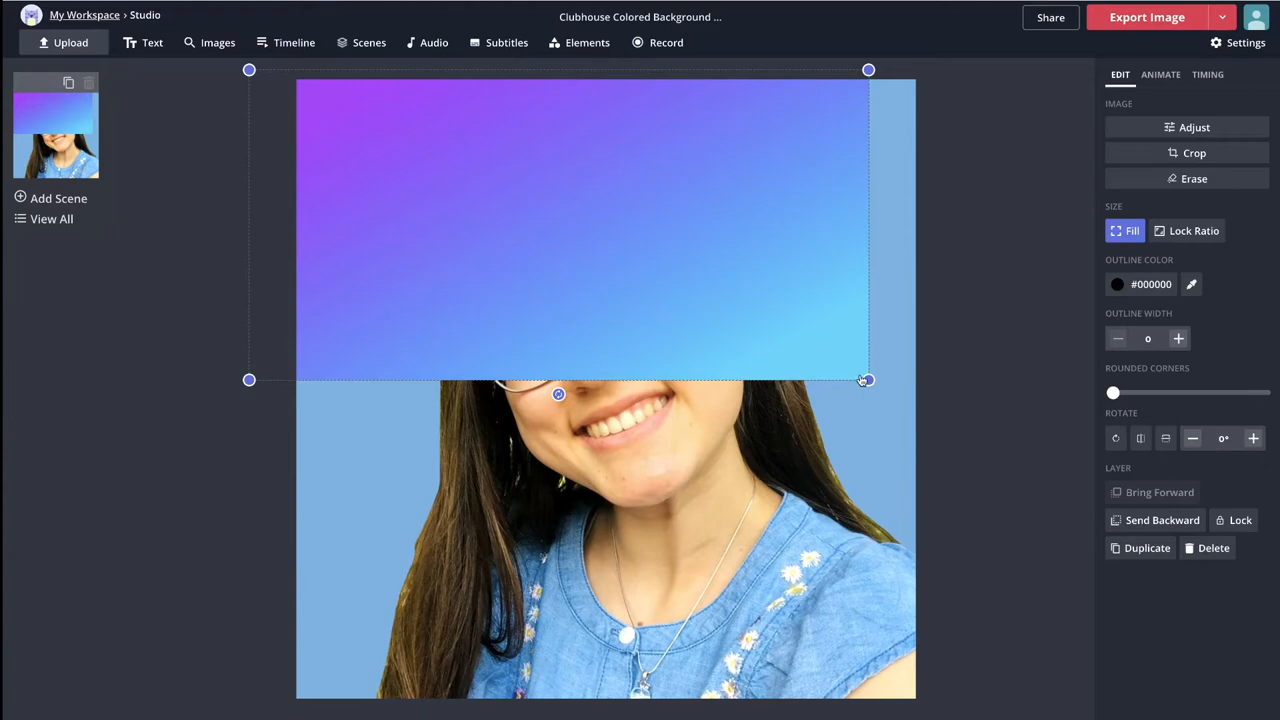 My Workspace › Studio
Clubhouse Colored Background ...
Share
Export Image
Upload
Text
Images
Timeline
Scenes
Audio
Subtitles
Elements
Record
Settings
Add Scene
View All
EDIT ANIMATE TIMING
IMAGE
Adjust
Crop
Erase
SIZE
Fill Lock Ratio
OUTLINE COLOR
#000000
OUTLINE WIDTH
0
ROUNDED CORNERS
ROTATE
0°
LAYER
Bring Forward
Send Backward Lock
Duplicate Delete